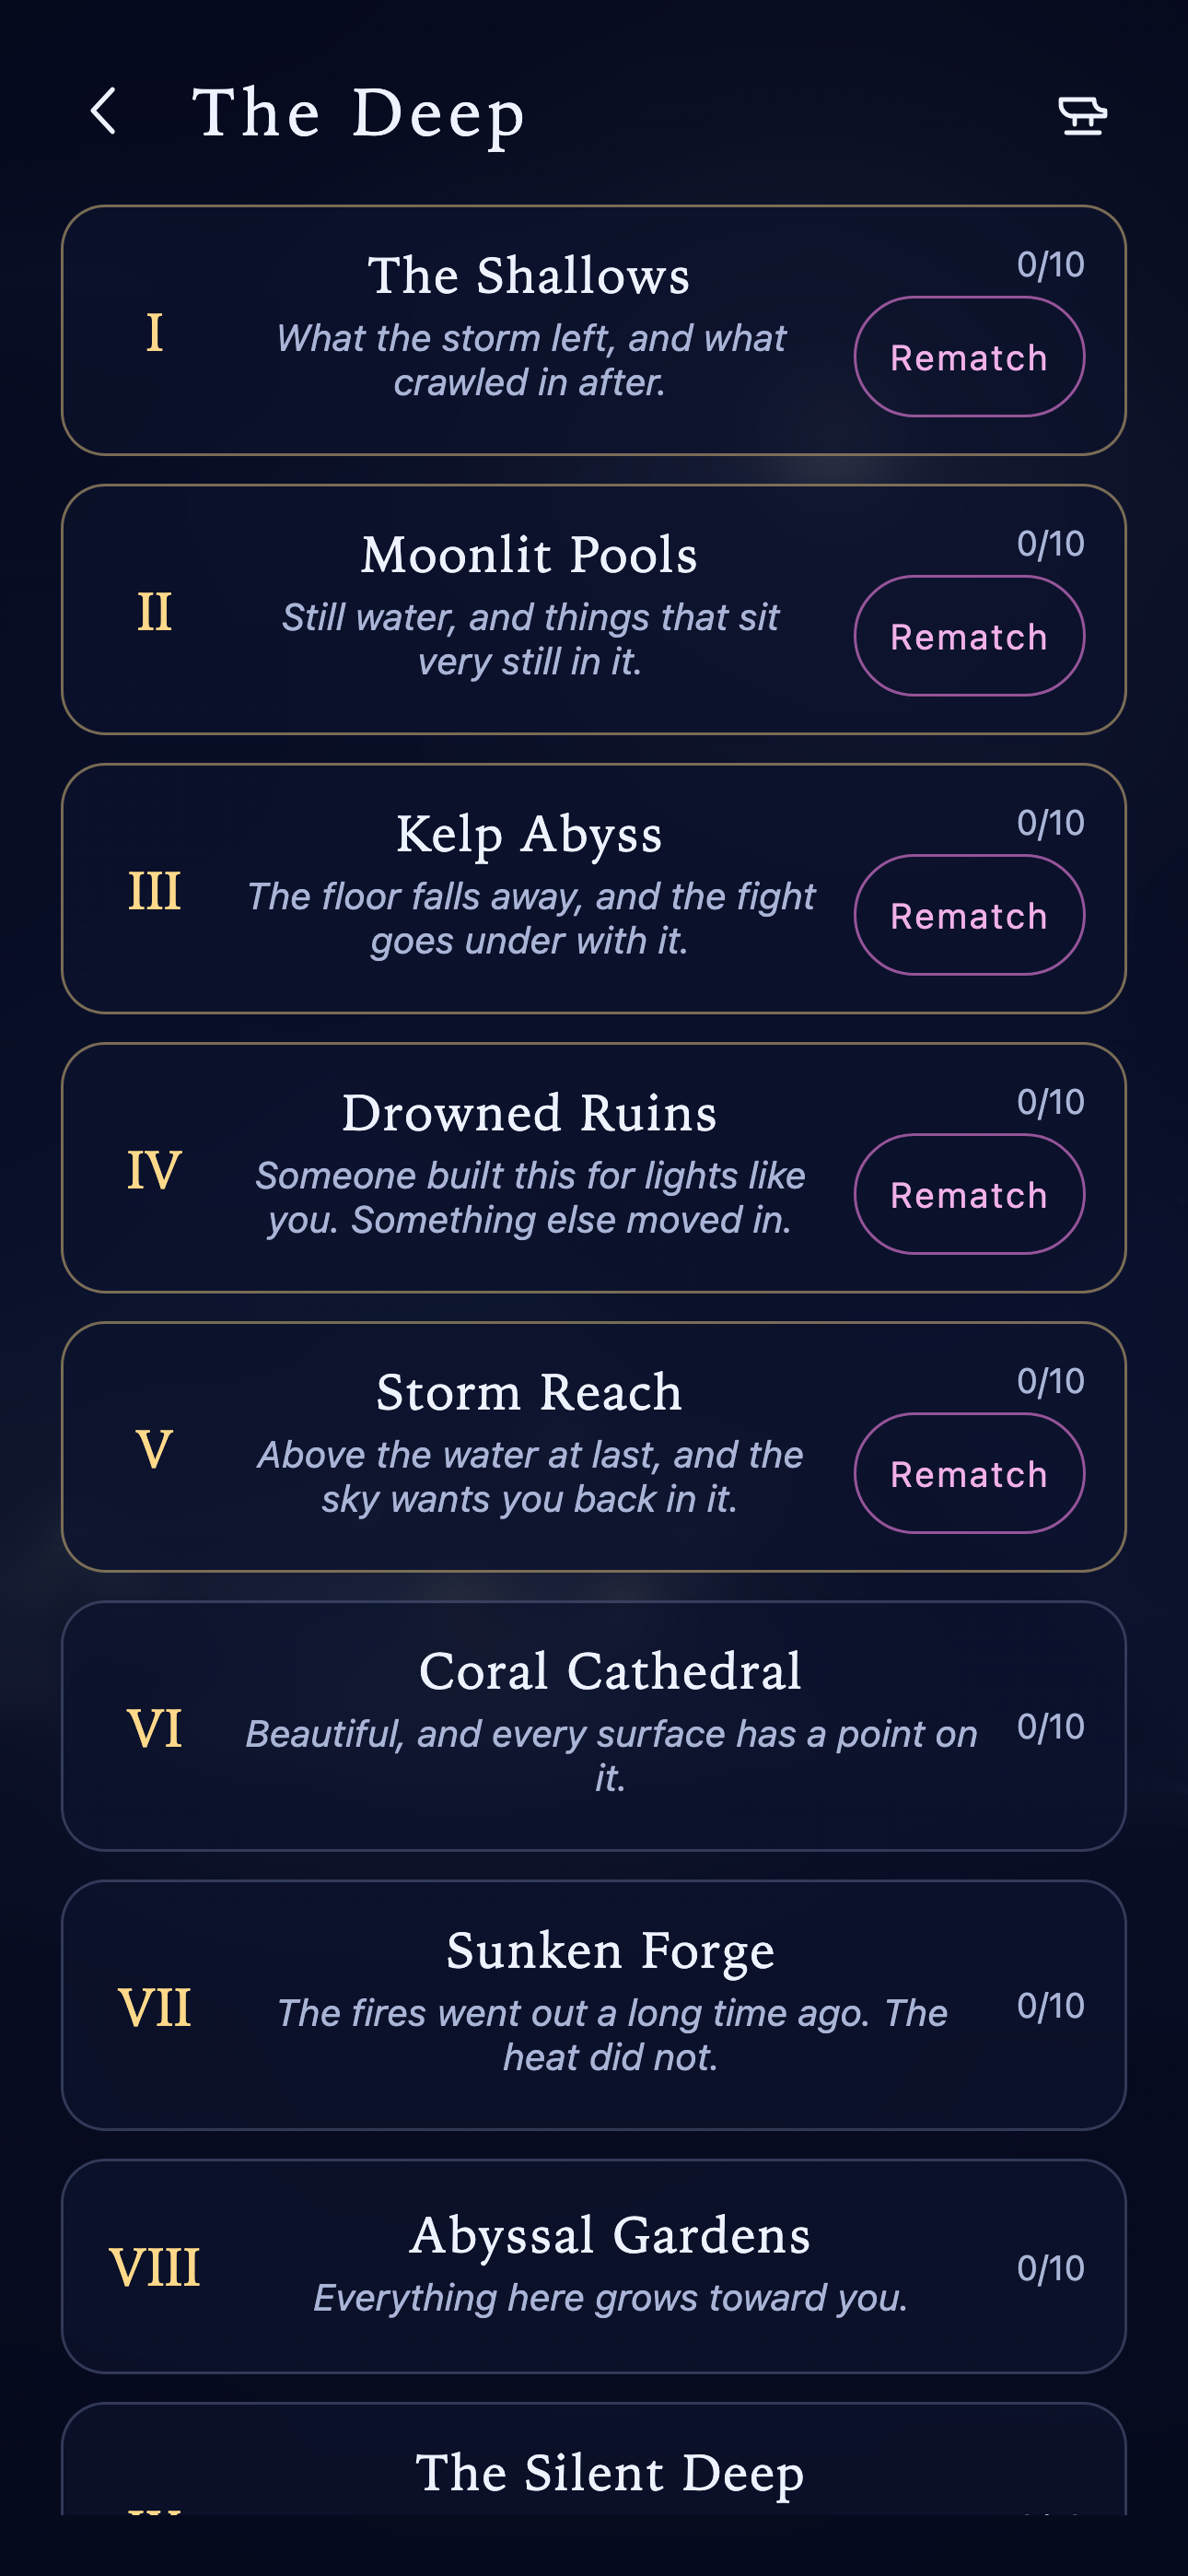 The Deep
I
The Shallows
What the storm left, and what
crawled in after.
0/10
Rematch
II
Moonlit Pools
Still water, and things that sit
very still in it.
0/10
Rematch
III
Kelp Abyss
The floor falls away, and the fight
goes under with it.
0/10
Rematch
IV
Drowned Ruins
Someone built this for lights like
you. Something else moved in.
0/10
Rematch
V
Storm Reach
Above the water at last, and the
sky wants you back in it.
0/10
Rematch
VI
Coral Cathedral
Beautiful, and every surface has a point on
it.
0/10
VII
Sunken Forge
The fires went out a long time ago. The
heat did not.
0/10
VIII
Abyssal Gardens
Everything here grows toward you.
0/10
The Silent Deep